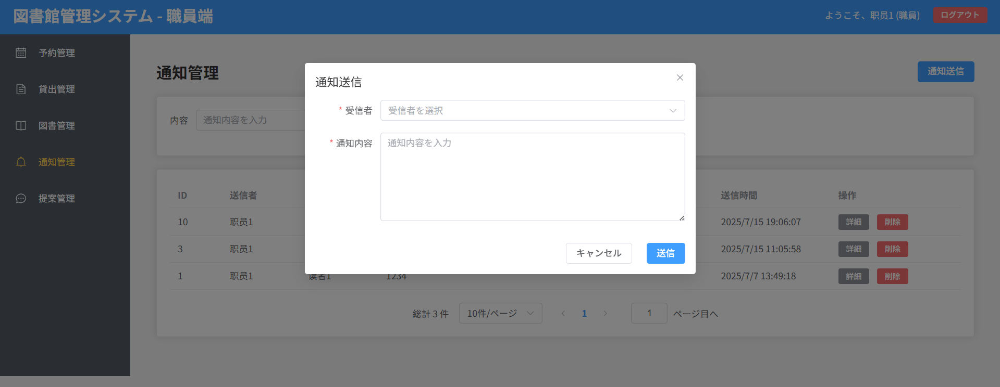 図書館管理システム - 職員端
ようこそ、职员1 (職員)
ログアウト
予約管理
貸出管理
図書管理
通知管理
提案管理
通知管理
通知送信
内容
通知内容を入力
通知送信
* 受信者
受信者を選択
* 通知内容
通知内容を入力
キャンセル
送信
ID 送信者 送信時間 操作
10 职员1 2025/7/15 19:06:07 詳細 削除
3 职员1 2025/7/15 11:05:58 詳細 削除
1 职员1 读者1 1234 2025/7/7 13:49:18 詳細 削除
総計 3 件 10件/ページ 1 1 ページ目へ